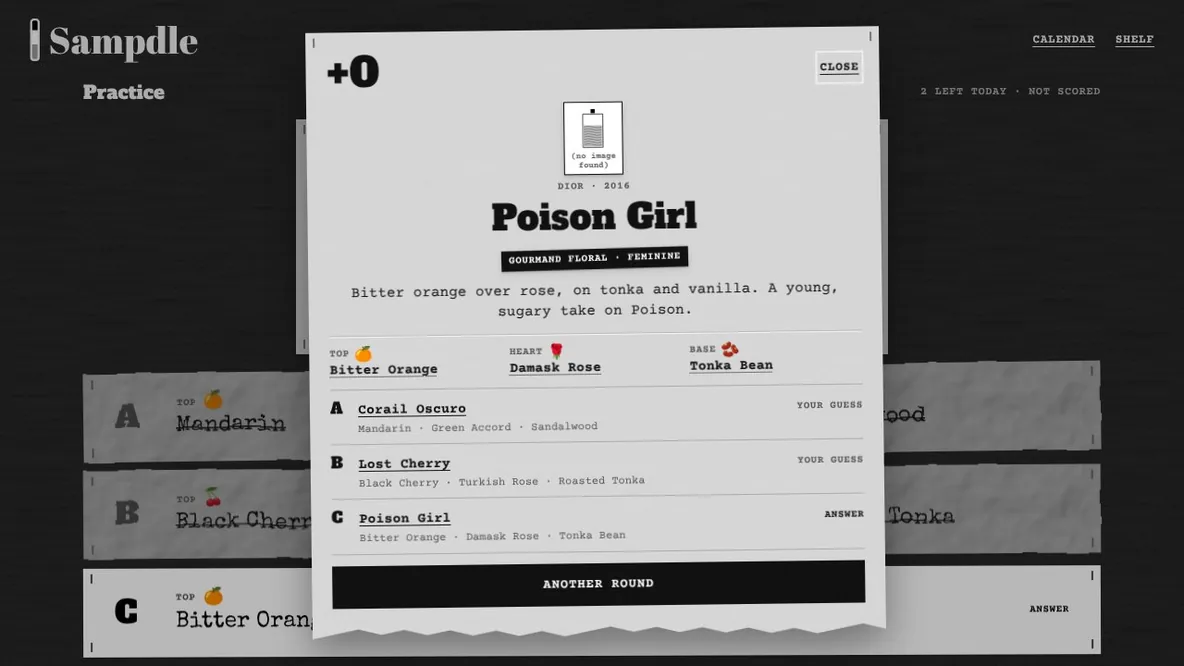 Sampdle
CALENDAR SHELF
Practice
2 LEFT TODAY · NOT SCORED
+0
CLOSE
(no image
found)
DIOR · 2016
Poison Girl
GOURMAND FLORAL · FEMININE
Bitter orange over rose, on tonka and vanilla. A young,
sugary take on Poison.
TOP HEART BASE
Bitter Orange Damask Rose Tonka Bean
A Corail Oscuro YOUR GUESS
Mandarin · Green Accord · Sandalwood
B Lost Cherry YOUR GUESS
Black Cherry · Turkish Rose · Roasted Tonka
C Poison Girl ANSWER
Bitter Orange · Damask Rose · Tonka Bean
ANOTHER ROUND
A TOP
Mandarin ood
B TOP
Black Cherr Tonka
C TOP
Bitter Oran ANSWER